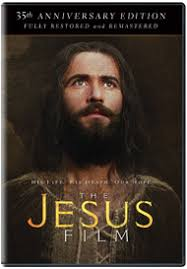 35th ANNIVERSARY EDITION
FULLY RESTORED AND REMASTERED
HIS LIFE. HIS DEATH. OUR HOPE.
THE
JESUS
FILM